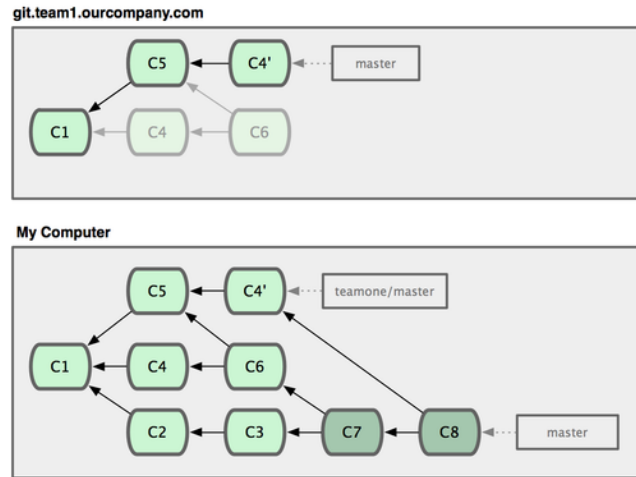 git.team1.ourcompany.com
C5 C4' master
C1 C4 C6
My Computer
C5 C4' teamone/master
C1 C4 C6
C2 C3 C7 C8 master